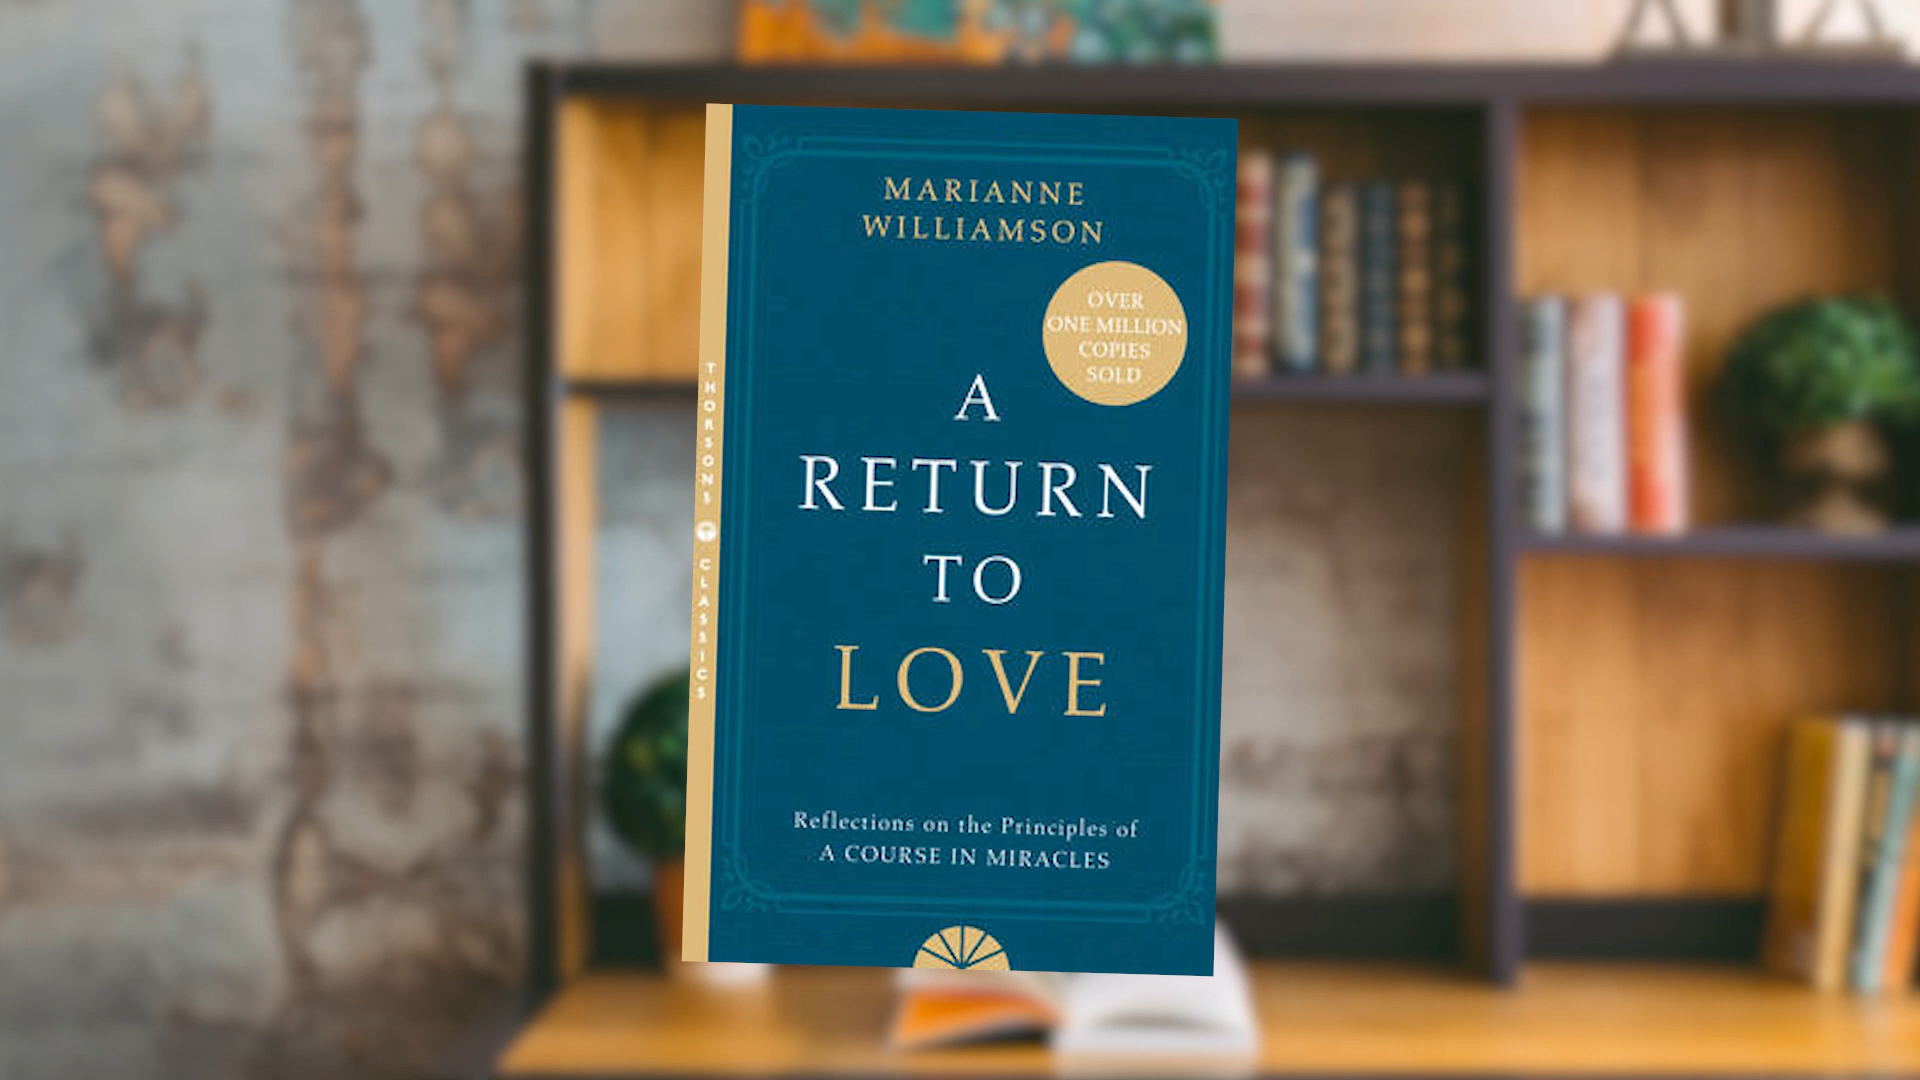 MARIANNE
WILLIAMSON
OVER
ONE MILLION
COPIES
SOLD
A
RETURN
TO
LOVE
Reflections on the Principles of
A COURSE IN MIRACLES
THORSONS
CLASSICS